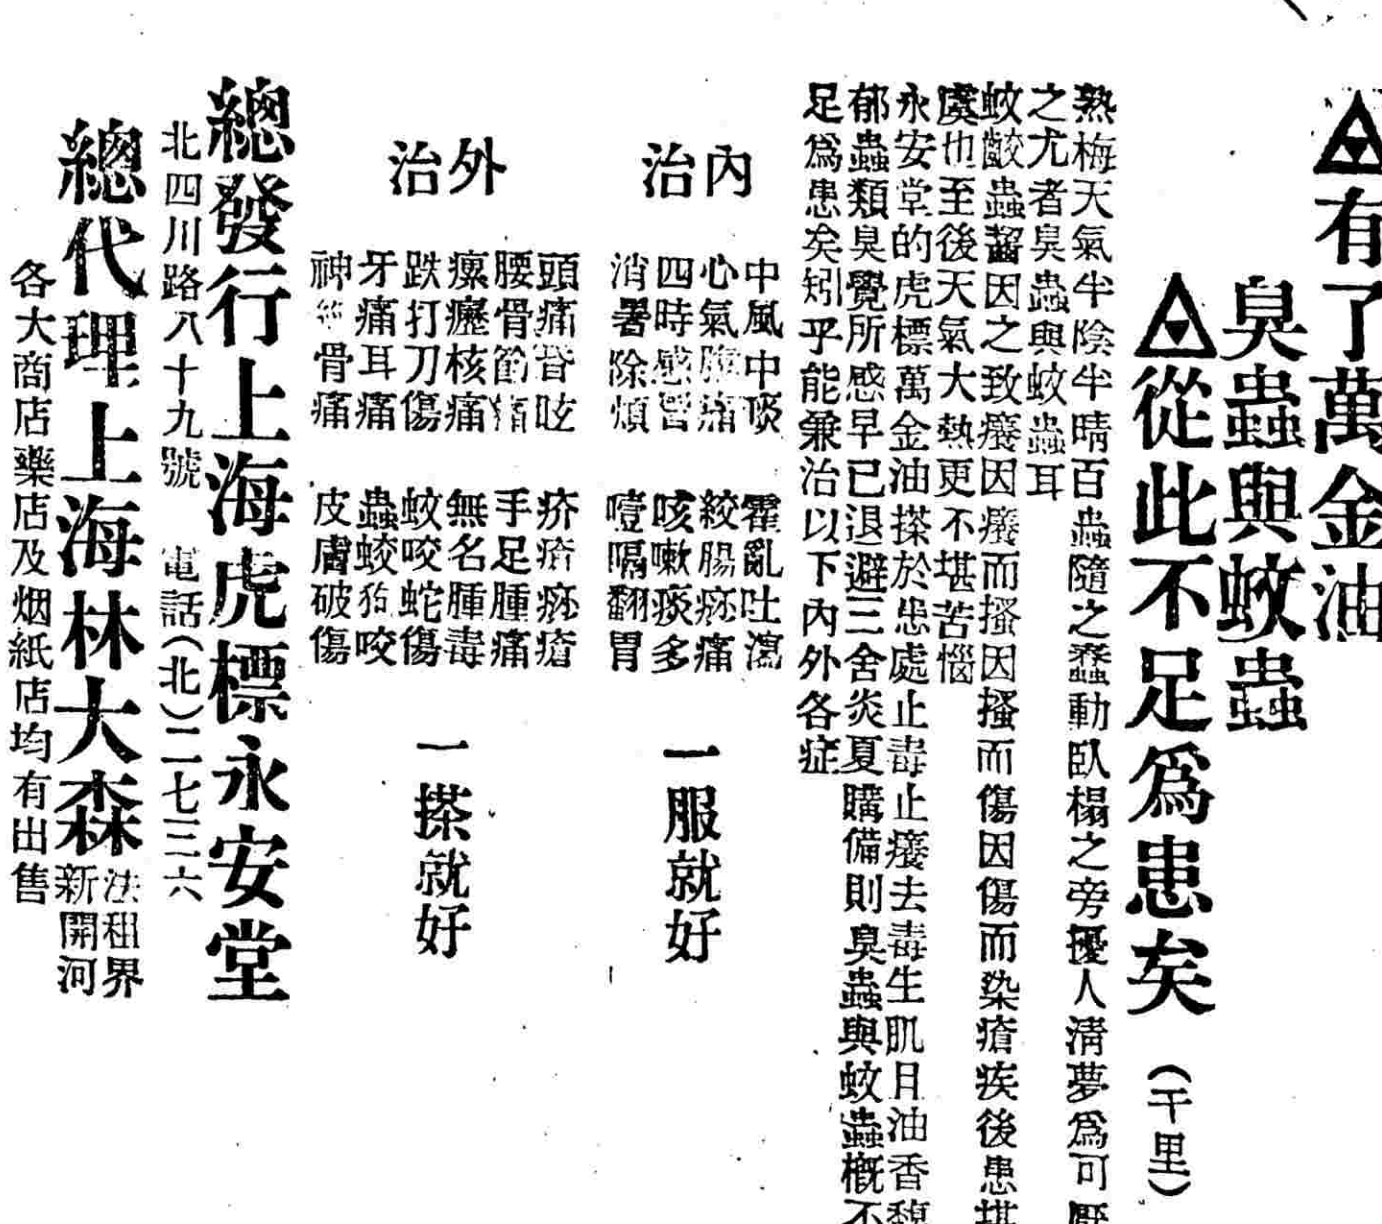 有了萬金油
臭蟲與蚊蟲
從此不足爲患矣(千里)
熟梅天氣半陰半晴百蟲隨之蠢動臥榻之旁擾人淸夢爲可厭
之尤者臭蟲與蚊蟲耳
蚊齩蟲齧因之致癢因癢而搔因搔而傷因傷而染瘡疾後患堪
虞也至後天氣大熱更不堪苦惱
永安堂的虎標萬金油搽於患處止毒止癢去毒生肌且油香馥
郁蟲類臭覺所感早已退避三舍炎夏購備則臭蟲與蚊蟲概不
足爲患矣矧乎能兼治以下內外各症
內治
中風中痰 霍亂吐瀉
心氣腹痛 絞腸痧痛
四時感冒 咳嗽痰多
消暑除煩 噎嗝翻胃
一服就好
外治
頭痛昏眩 疥瘡痧瘡
腰骨節痛 手足腫痛
瘰癧核痛 無名腫毒
跌打刀傷 蚊咬蛇傷
牙痛耳痛 蟲蛟狗咬
神經骨痛 皮膚破傷
一搽就好
總發行上海虎標永安堂
北四川路八十九號 電話(北)二七三六
總代理上海林大森 法租界
新開河
各大商店藥店及烟紙店均有出售